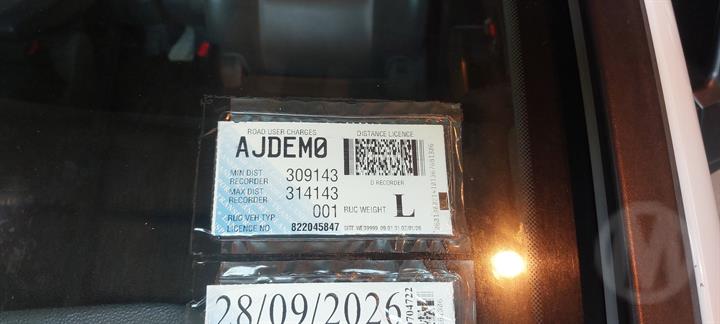 ROAD USER CHARGES DISTANCE LICENCE
AJDEM0
MIN DIST RECORDER 309143
D RECORDER
MAX DIST RECORDER 314143
001 RUC WEIGHT L
RUC VEH TYP
LICENCE NO 822045847
28/09/2026